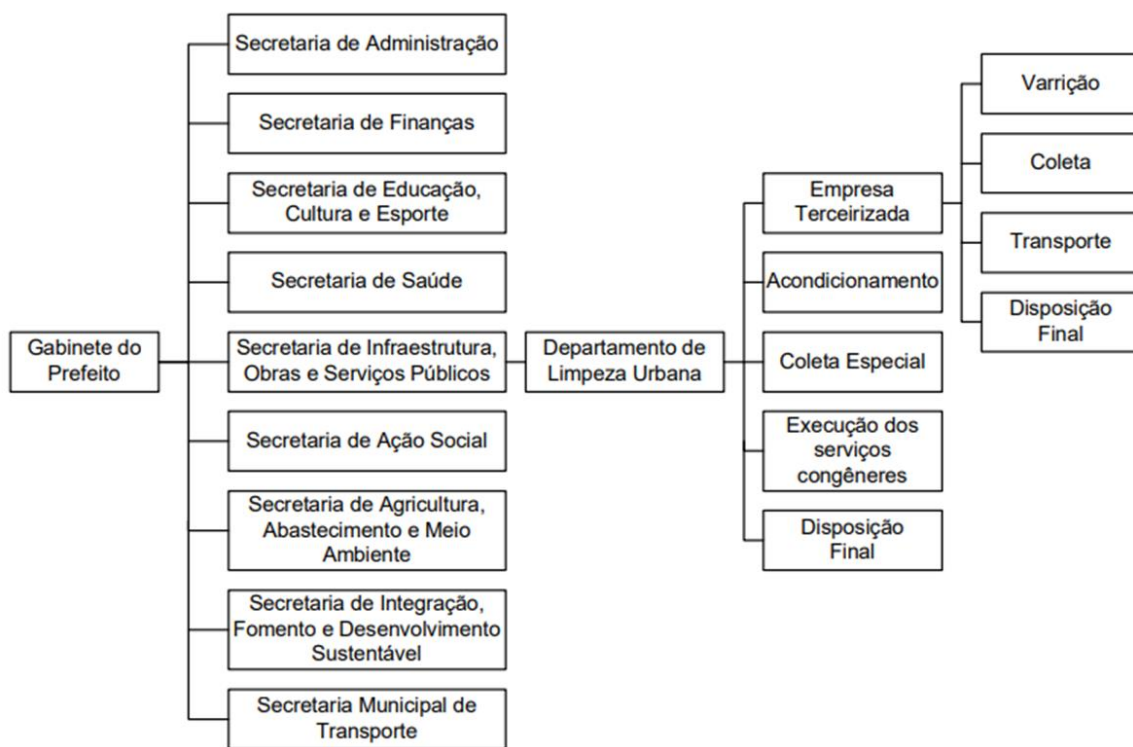 Gabinete do
Prefeito
Secretaria de Administração
Secretaria de Finanças
Secretaria de Educação,
Cultura e Esporte
Secretaria de Saúde
Secretaria de Infraestrutura,
Obras e Serviços Públicos
Secretaria de Ação Social
Secretaria de Agricultura,
Abastecimento e Meio
Ambiente
Secretaria de Integração,
Fomento e Desenvolvimento
Sustentável
Secretaria Municipal de
Transporte
Departamento de
Limpeza Urbana
Empresa
Terceirizada
Acondicionamento
Coleta Especial
Execução dos
serviços
congêneres
Disposição
Final
Varrição
Coleta
Transporte
Disposição
Final